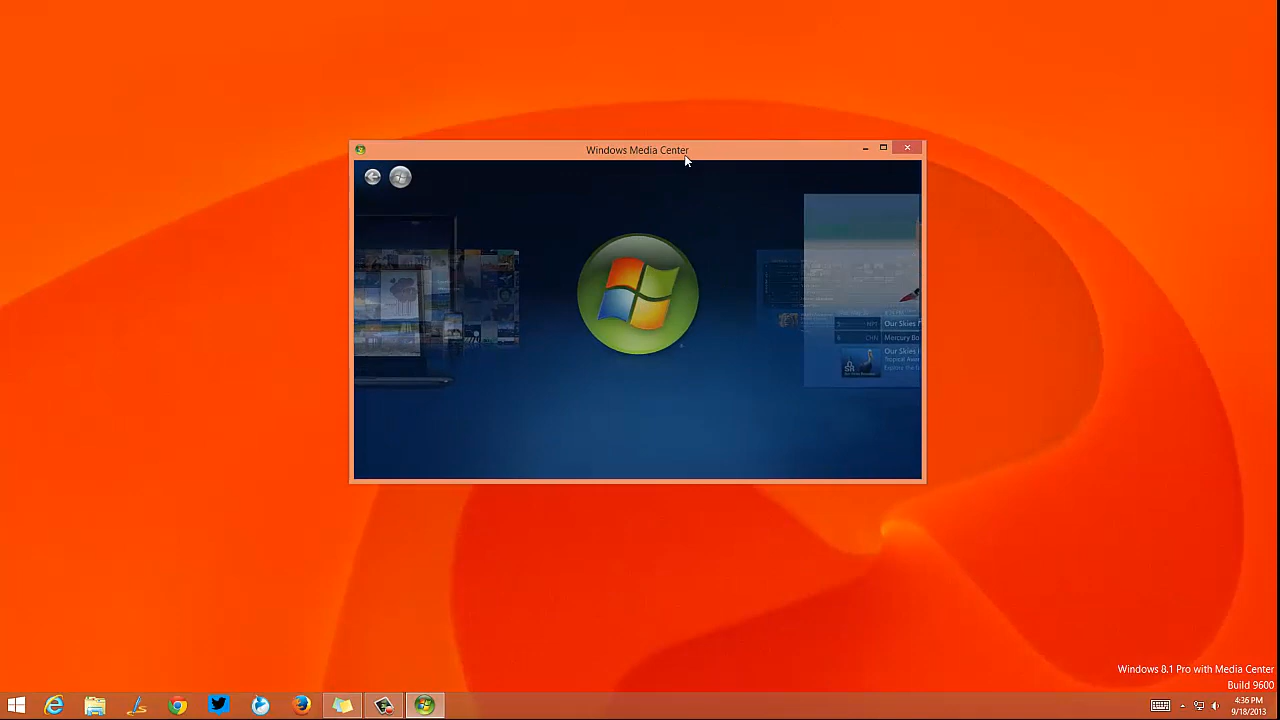 Windows Media Center
Our Skies
Mercury Bo
Our Skies
Windows 8.1 Pro with Media Center
Build 9600
4:36 PM
9/18/2013